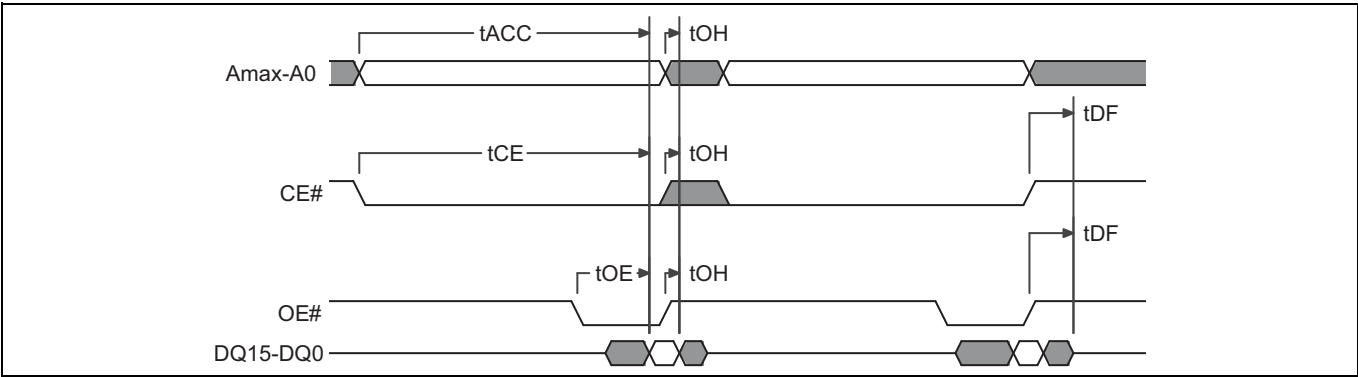 tACC tOH
Amax-A0
tDF
tCE tOH
CE#
tDF
tOE tOH
OE#
DQ15-DQ0